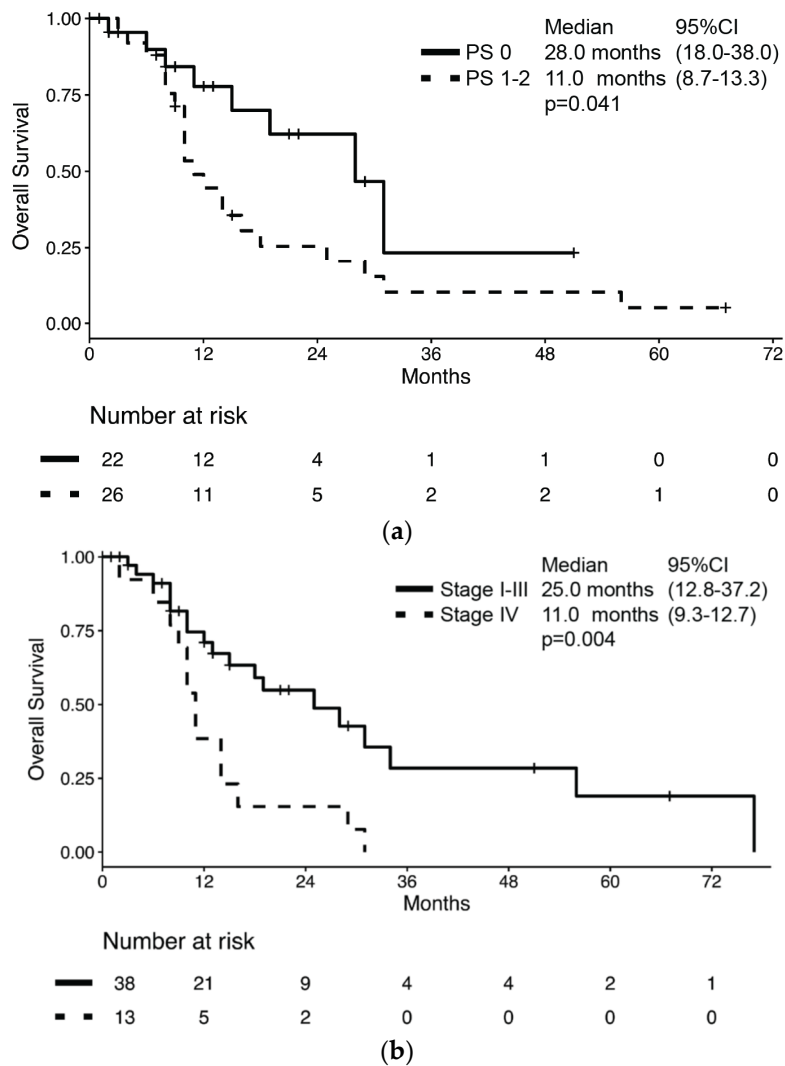 Median 95%CI
PS 0 28.0 months (18.0-38.0)
PS 1-2 11.0 months (8.7-13.3)
p=0.041
Overall Survival
1.00
0.75
0.50
0.25
0.00
0 12 24 36 48 60 72
Months
Number at risk
22 12 4 1 1 0 0
26 11 5 2 2 1 0
(a)
Median 95%CI
Stage I-III 25.0 months (12.8-37.2)
Stage IV 11.0 months (9.3-12.7)
p=0.004
Overall Survival
1.00
0.75
0.50
0.25
0.00
0 12 24 36 48 60 72
Months
Number at risk
38 21 9 4 4 2 1
13 5 2 0 0 0 0
(b)